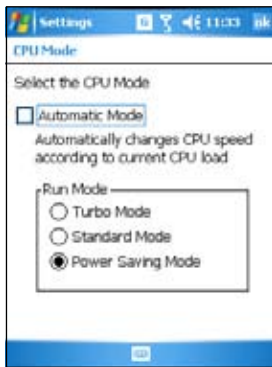 Settings 11:33 ok
CPU Mode
Select the CPU Mode
Automatic Mode
Automatically changes CPU speed
according to current CPU load
Run Mode
Turbo Mode
Standard Mode
Power Saving Mode